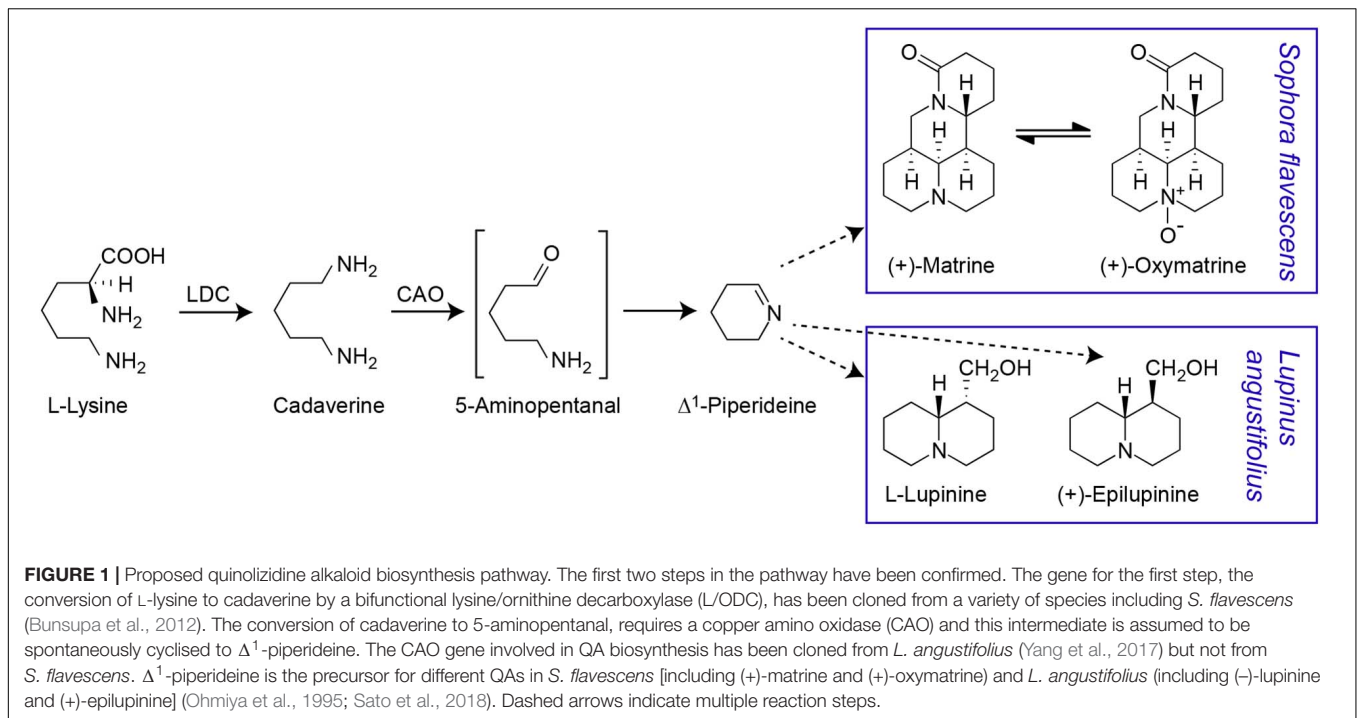 O
H
N
H
H
H
N
(+)-Matrine
O
H
N
H
H
H
N+
O-
(+)-Oxymatrine
Sophora flavescens
COOH
H
NH2
NH2
L-Lysine
LDC
NH2
NH2
Cadaverine
CAO
O
NH2
5-Aminopentanal
N
Δ1-Piperideine
H
CH2OH
N
L-Lupinine
H
CH2OH
N
(+)-Epilupinine
Lupinus
angustifolius
FIGURE 1 | Proposed quinolizidine alkaloid biosynthesis pathway. The first two steps in the pathway have been confirmed. The gene for the first step, the
conversion of L-lysine to cadaverine by a bifunctional lysine/ornithine decarboxylase (L/ODC), has been cloned from a variety of species including S. flavescens
(Bunsupa et al., 2012). The conversion of cadaverine to 5-aminopentanal, requires a copper amino oxidase (CAO) and this intermediate is assumed to be
spontaneously cyclised to Δ1-piperideine. The CAO gene involved in QA biosynthesis has been cloned from L. angustifolius (Yang et al., 2017) but not from
S. flavescens. Δ1-piperideine is the precursor for different QAs in S. flavescens [including (+)-matrine and (+)-oxymatrine) and L. angustifolius (including (–)-lupinine
and (+)-epilupinine] (Ohmiya et al., 1995; Sato et al., 2018). Dashed arrows indicate multiple reaction steps.